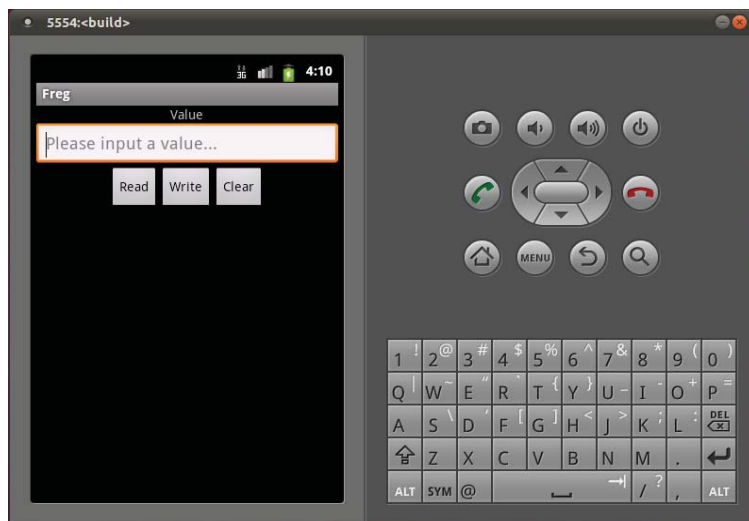 5554:<build>
3G 4:10
Freg
Value
Please input a value...
Read Write Clear
MENU
1 ! 2 @ 3 # 4 $ 5 % 6 ^ 7 & 8 * 9 ( 0 )
Q | W ~ E " R ` T { Y } U _ I - O + P =
A S \ D ' F [ G ] H < J > K ; L : DEL
Z X C V B N M .
ALT SYM @ / ? , ALT